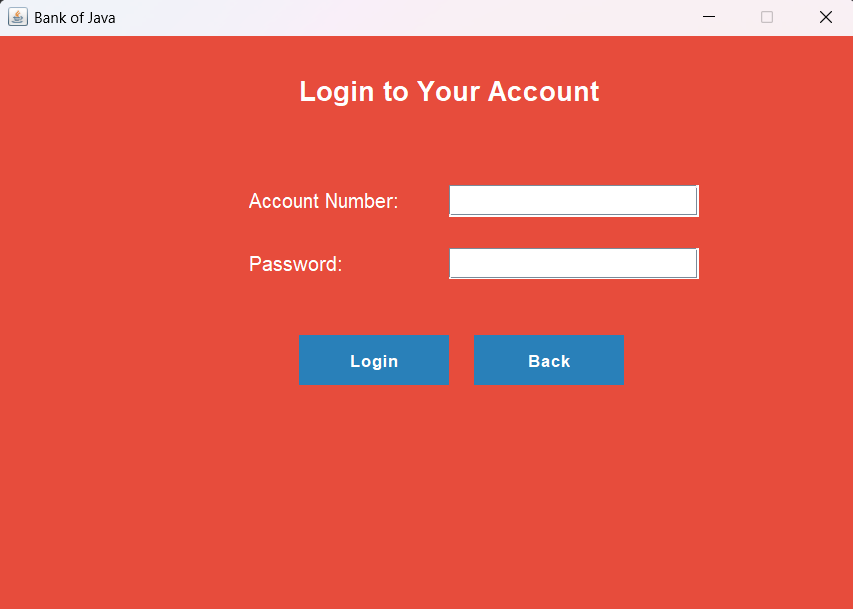 Bank of Java
Login to Your Account
Account Number:
Password:
Login Back